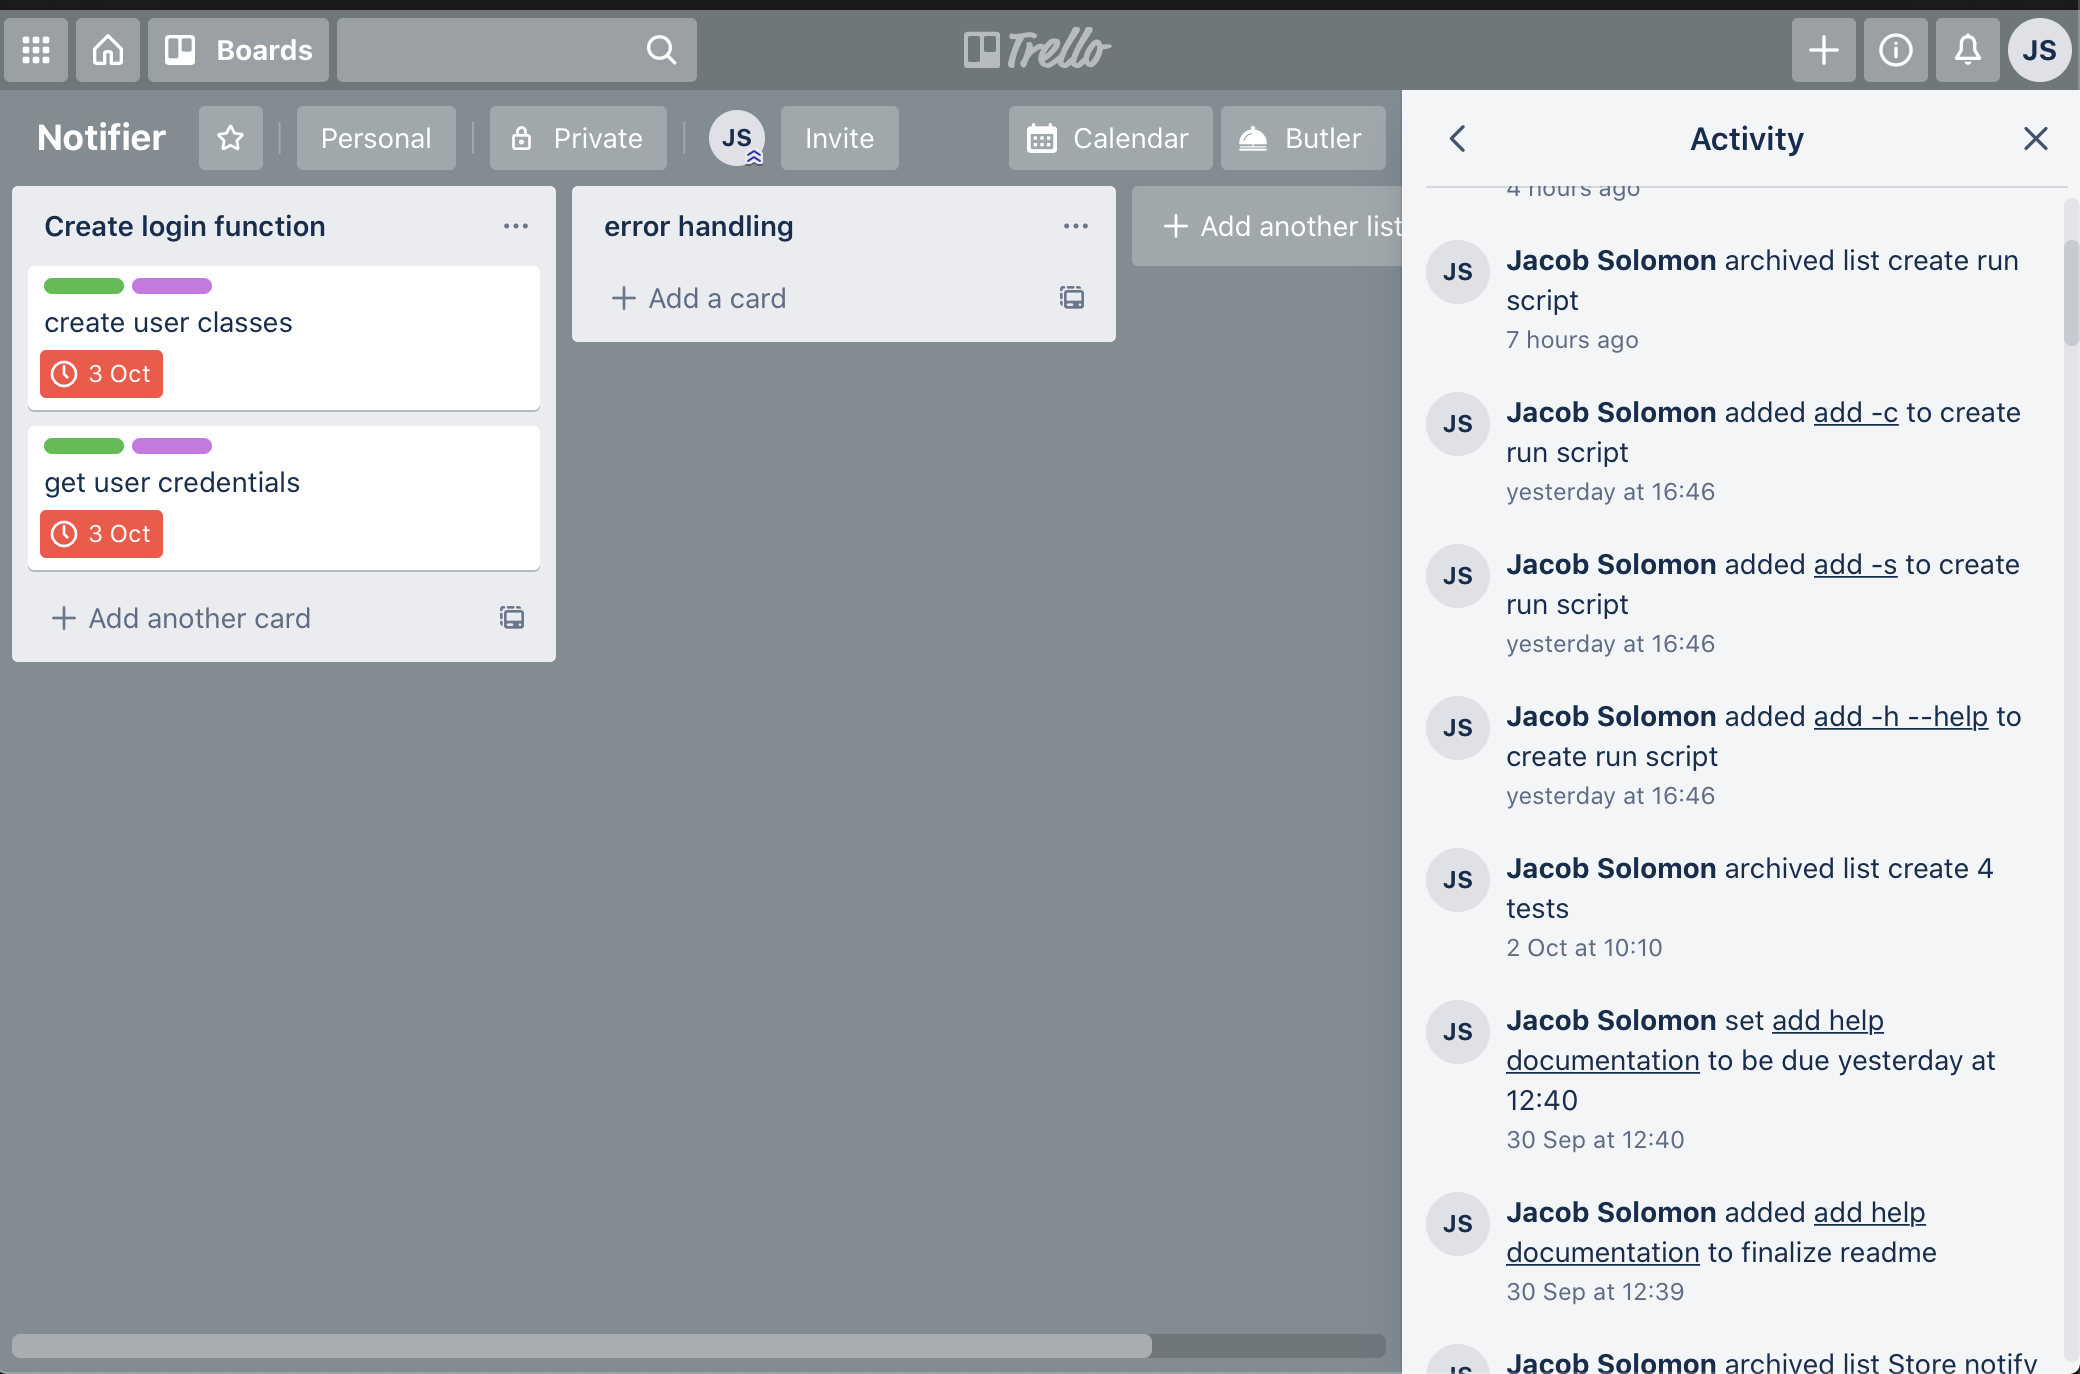 Boards
Trello
JS
Notifier
Personal
Private
JS
Invite
Calendar
Butler
Create login function
create user classes
3 Oct
get user credentials
3 Oct
Add another card
error handling
Add a card
Add another list
Activity
4 hours ago
JS
Jacob Solomon archived list create run
script
7 hours ago
JS
Jacob Solomon added add -c to create
run script
yesterday at 16:46
JS
Jacob Solomon added add -s to create
run script
yesterday at 16:46
JS
Jacob Solomon added add -h --help to
create run script
yesterday at 16:46
JS
Jacob Solomon archived list create 4
tests
2 Oct at 10:10
JS
Jacob Solomon set add help
documentation to be due yesterday at
12:40
30 Sep at 12:40
JS
Jacob Solomon added add help
documentation to finalize readme
30 Sep at 12:39
JS
Jacob Solomon archived list Store notify